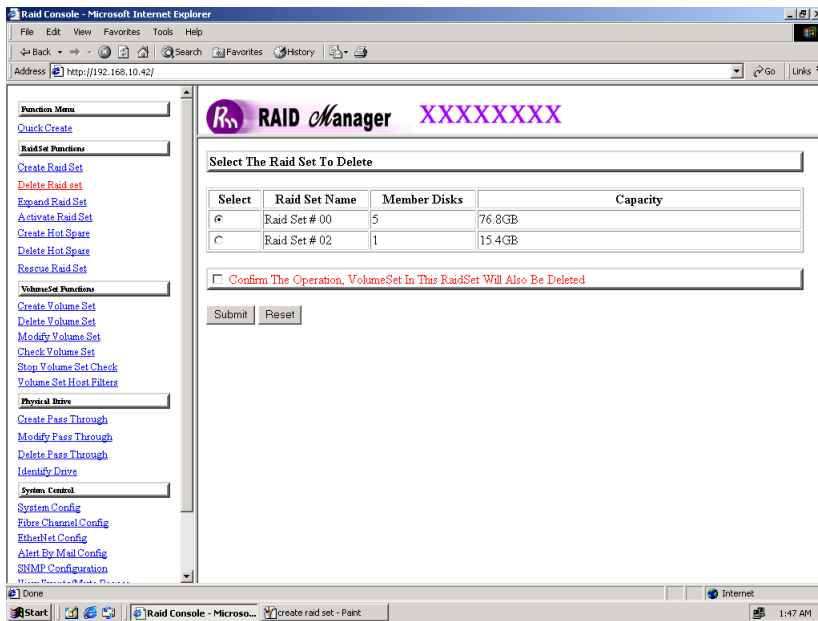 Raid Console - Microsoft Internet Explorer
File Edit View Favorites Tools Help
Back Search Favorites History
Address http://192.168.10.42/ Go Links
Function Menu
Quick Create
RaidSet Functions
Create Raid Set
Delete Raid set
Expand Raid Set
Activate Raid Set
Create Hot Spare
Delete Hot Spare
Rescue Raid Set
VolumeSet Functions
Create Volume Set
Delete Volume Set
Modify Volume Set
Check Volume Set
Stop Volume Set Check
Volume Set Host Filters
Physical Drive
Create Pass Through
Modify Pass Through
Delete Pass Through
Identify Drive
System Control
System Config
Fibre Channel Config
EtherNet Config
Alert By Mail Config
SNMP Configuration
Rm RAID Manager XXXXXXXX
Select The Raid Set To Delete
Select Raid Set Name Member Disks Capacity
Raid Set # 00 5 76.8GB
Raid Set # 02 1 15.4GB
Confirm The Operation, VolumeSet In This RaidSet Will Also Be Deleted
Submit Reset
Done Internet
Start Raid Console - Microso... create raid set - Paint 1:47 AM